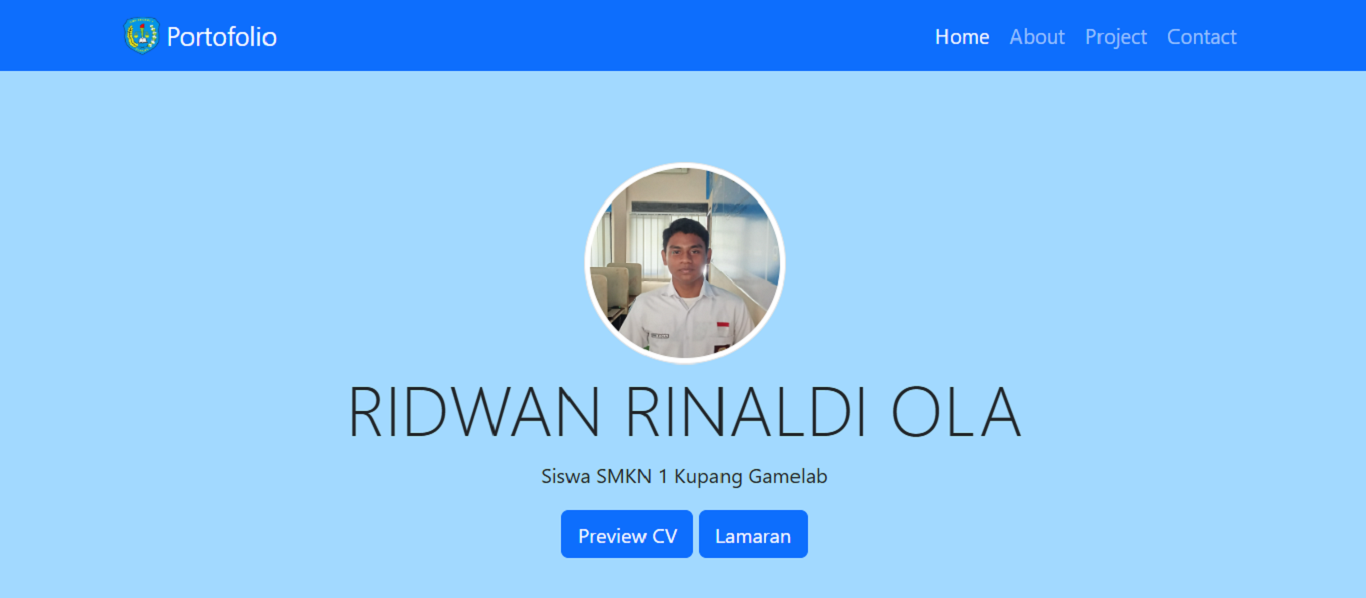 Portofolio
Home About Project Contact
RIDWAN RINALDI OLA
Siswa SMKN 1 Kupang Gamelab
Preview CV Lamaran